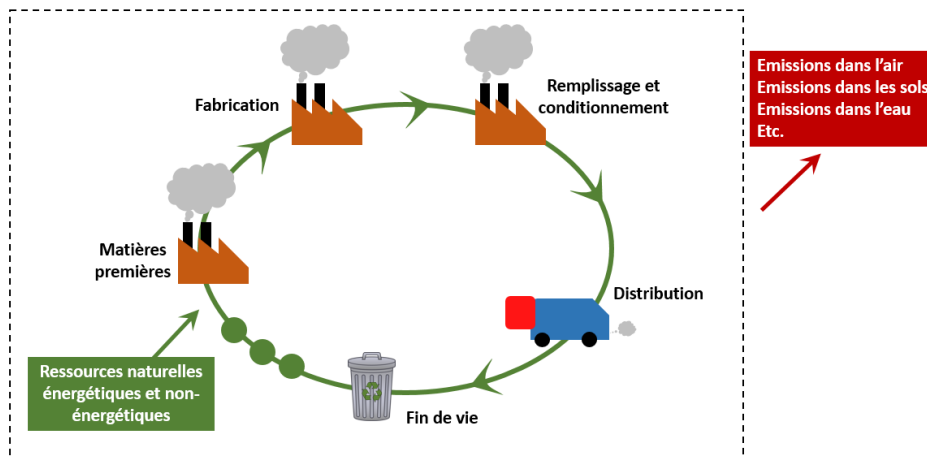 Fabrication
Remplissage et
conditionnement
Emissions dans l'air
Emissions dans les sols
Emissions dans l'eau
Etc.
Matières
premières
Distribution
Ressources naturelles
énergétiques et non-
énergétiques
Fin de vie